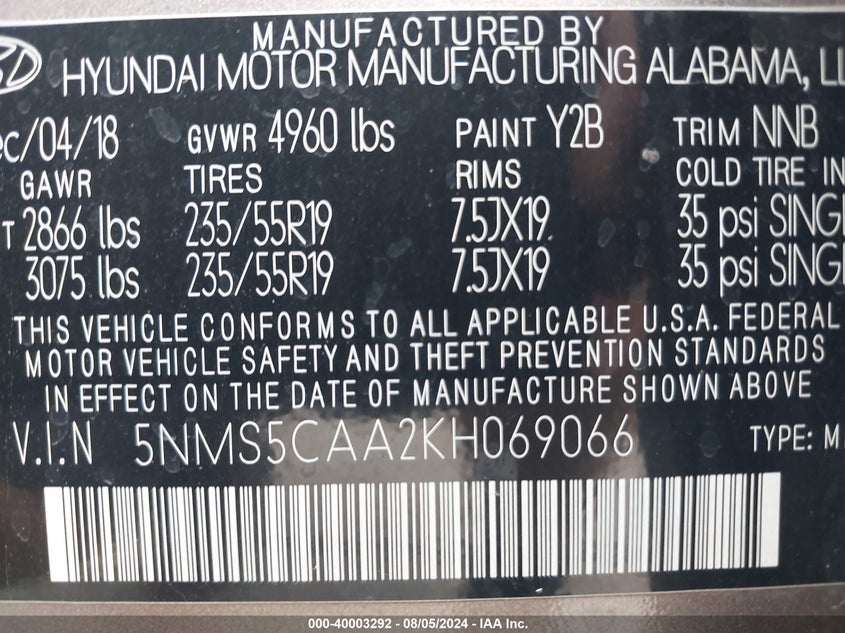 MANUFACTURED BY
HYUNDAI MOTOR MANUFACTURING ALABAMA, LL
ec/04/18 GVWR 4960 lbs PAINT Y2B TRIM NNB
GAWR TIRES RIMS COLD TIRE IN
T 2866 lbs 235/55R19 7.5JX19 35 psi SINGL
3075 lbs 235/55R19 7.5JX19 35 psi SINGL
THIS VEHICLE CONFORMS TO ALL APPLICABLE U.S.A. FEDERAL
MOTOR VEHICLE SAFETY AND THEFT PREVENTION STANDARDS
IN EFFECT ON THE DATE OF MANUFACTURE SHOWN ABOVE
V.I.N 5NMS5CAA2KH069066 TYPE: M
000-40003292 - 08/05/2024 - IAA Inc.